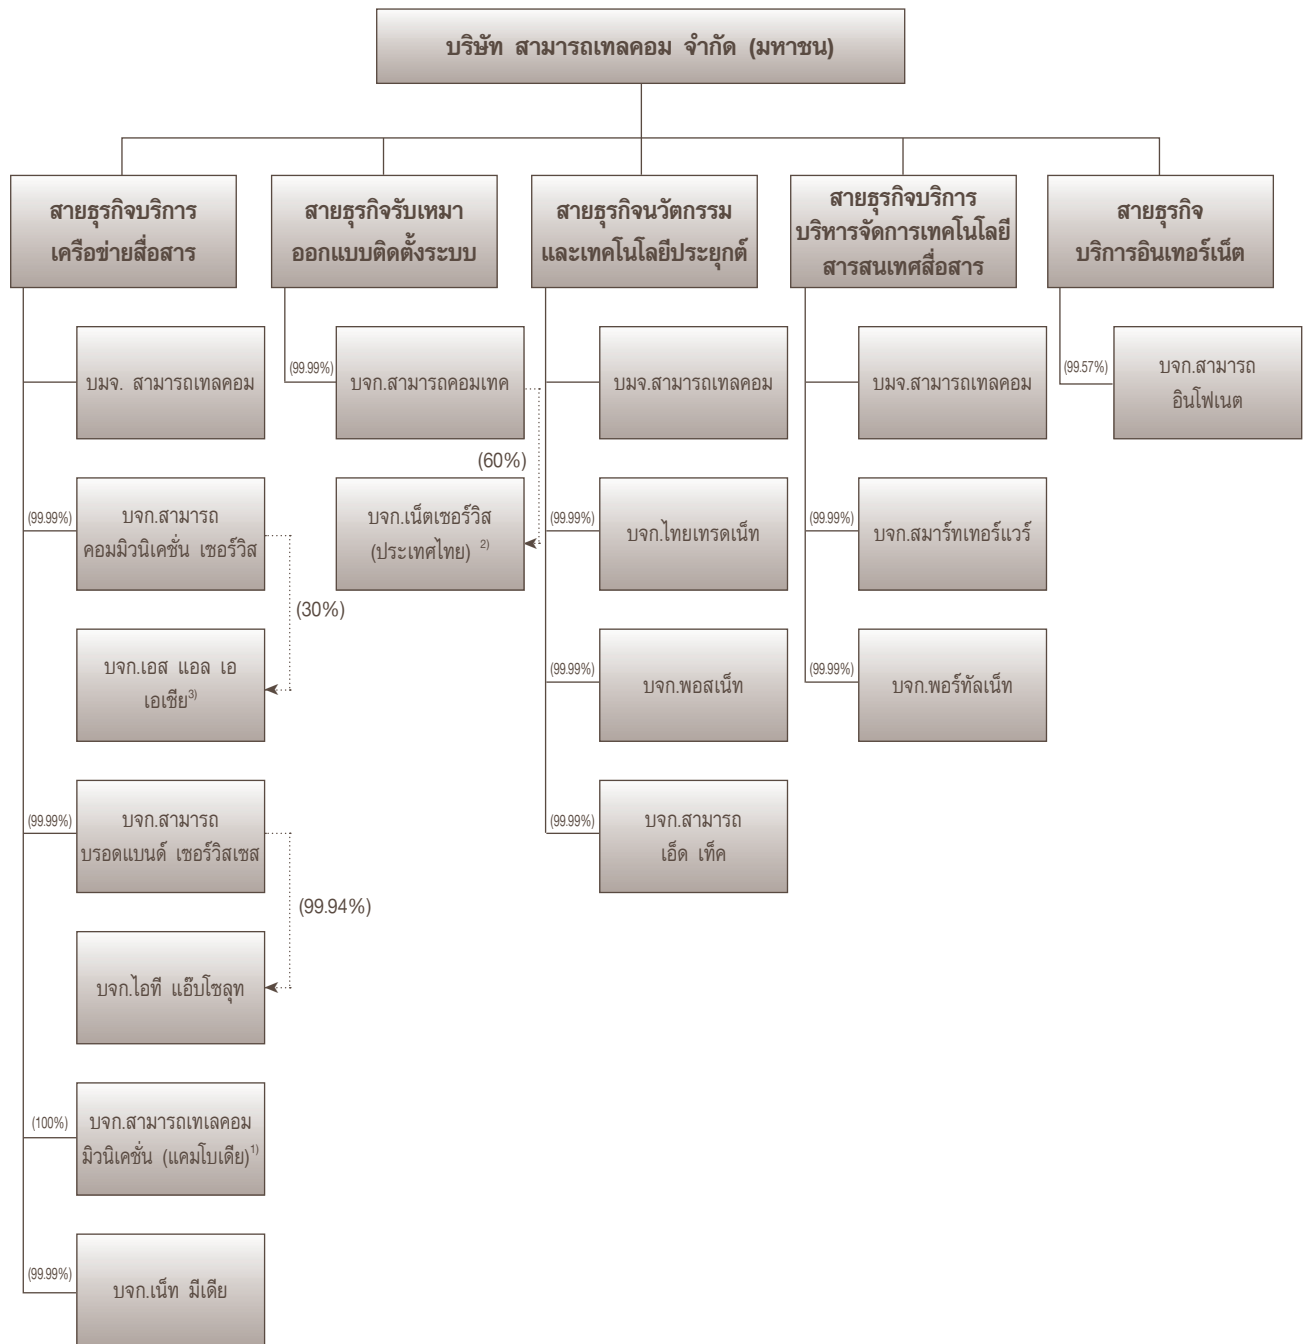 บริษัท สามารถเทลคอม จำกัด (มหาชน)
สายธุรกิจบริการ
เครือข่ายสื่อสาร
สายธุรกิจรับเหมา
ออกแบบติดตั้งระบบ
สายธุรกิจนวัตกรรม
และเทคโนโลยีประยุกต์
สายธุรกิจบริการ
บริหารจัดการเทคโนโลยี
สารสนเทศสื่อสาร
สายธุรกิจ
บริการอินเทอร์เน็ต
บมจ. สามารถเทลคอม
(99.99%)
บจก.สามารถ
คอมมิวนิเคชั่น เซอร์วิส
(30%)
บจก.เอส แอล เอ
เอเชีย3)
(99.99%)
บจก.สามารถ
บรอดแบนด์ เซอร์วิสเซส
(99.94%)
บจก.ไอที แอ๊บโซลุท
(100%)
บจก.สามารถเทเลคอม
มิวนิเคชั่น (แคมโบเดีย)1)
(99.99%)
บจก.เน็ท มีเดีย
(99.99%)
บจก.สามารถคอมเทค
(60%)
บจก.เน็ตเซอร์วิส
(ประเทศไทย) 2)
บมจ.สามารถเทลคอม
(99.99%)
บจก.ไทยเทรดเน็ท
(99.99%)
บจก.พอสเน็ท
(99.99%)
บจก.สามารถ
เอ็ด เท็ค
บมจ.สามารถเทลคอม
(99.99%)
บจก.สมาร์ทเทอร์แวร์
(99.99%)
บจก.พอร์ทัลเน็ท
(99.57%)
บจก.สามารถ
อินโฟเนต